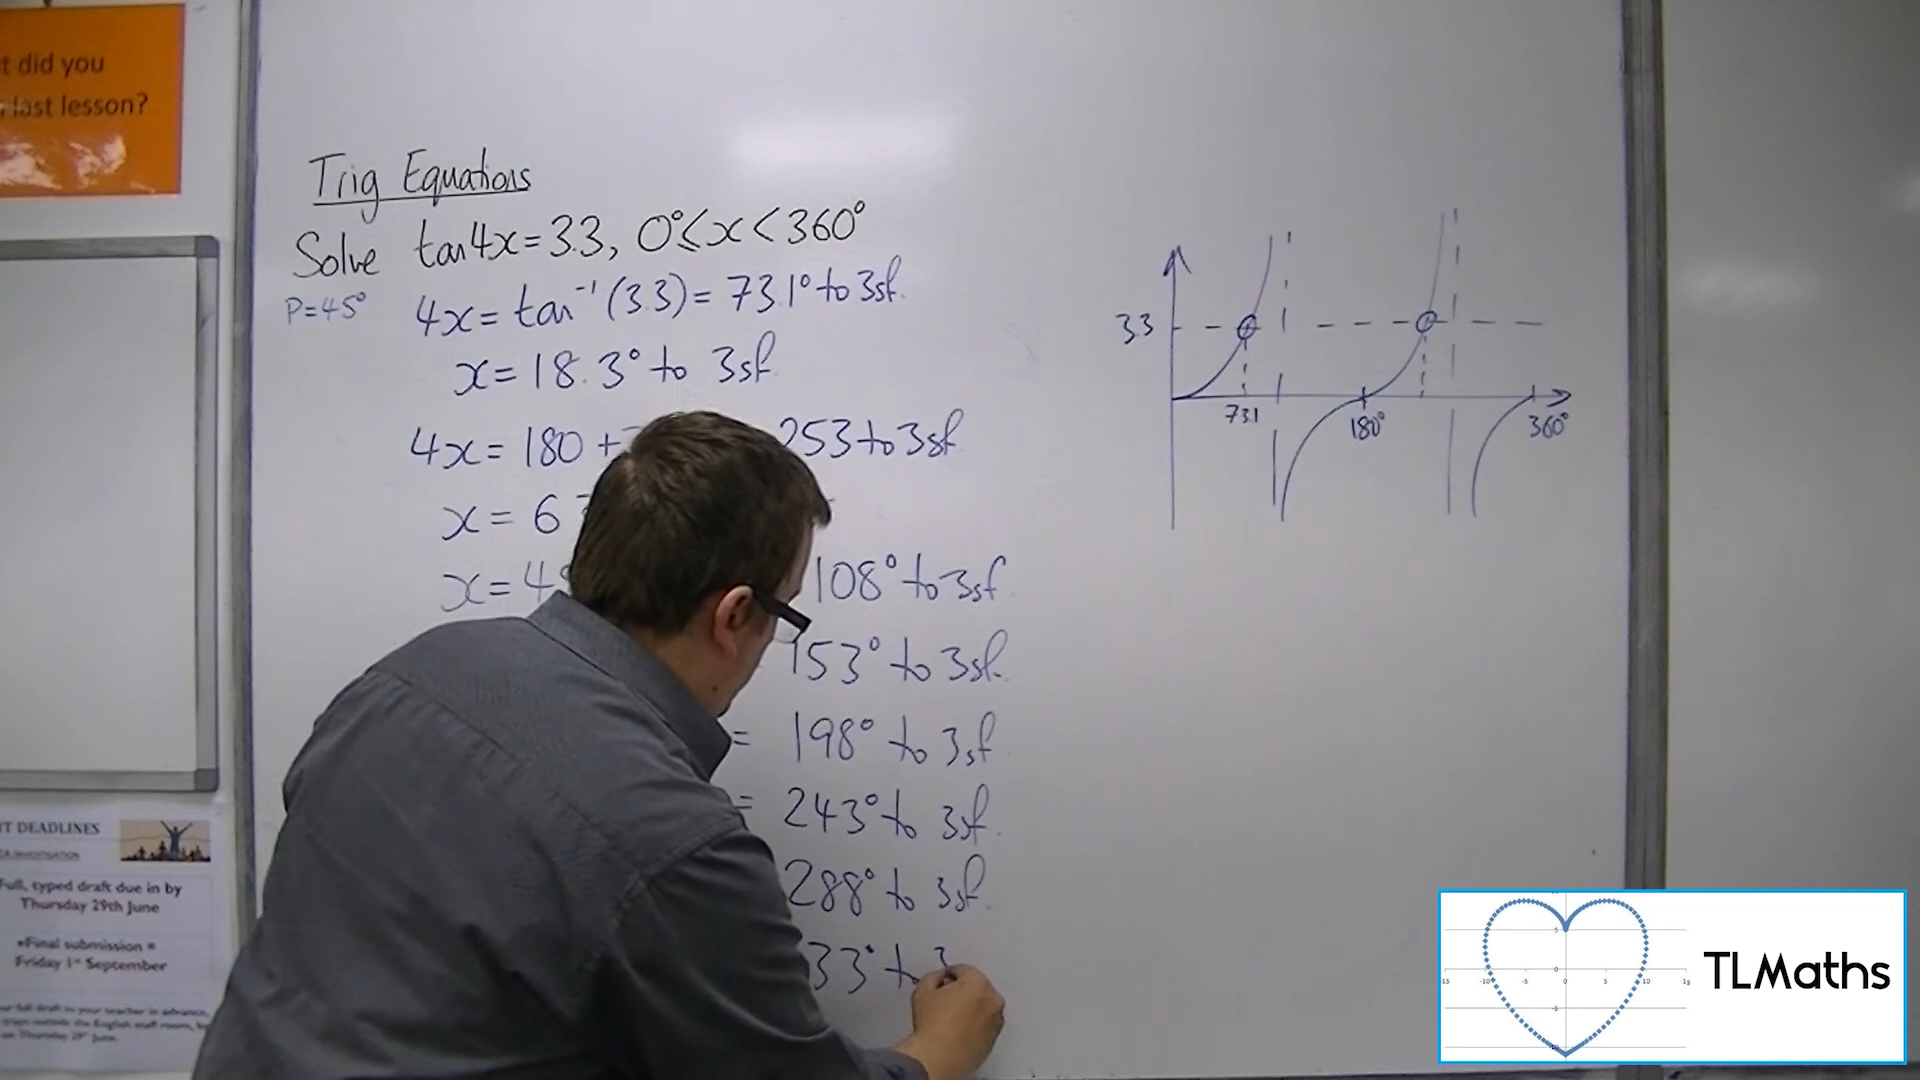 t did you
last lesson?
Trig Equations
Solve tan4x=3.3, 0°≤x<360°
P=45°
4x= tan⁻¹(3.3)= 73.1° to 3sf.
x= 18.3° to 3sf
4x= 180 + 253 to 3sf
x= 6
x= 4 108° to 3sf.
153° to 3sf.
= 198° to 3sf
= 243° to 3sf.
288° to 3sf.
33° to 3
3.3
73.1
180°
360°
T DEADLINES
Full, typed draft due in by
Thursday 29th June
•Final submission =
Friday 1st September
TLMaths